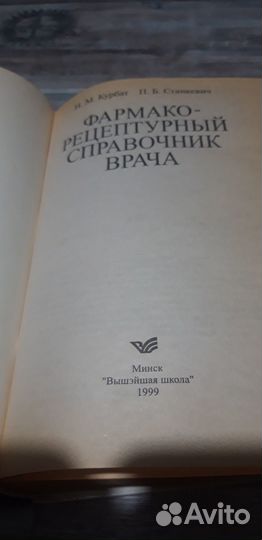 Н. М. Курбат П. Б. Станкевич
ФАРМАКО-
РЕЦЕПТУРНЫЙ
СПРАВОЧНИК
ВРАЧА
Минск
"Вышэйшая школа"
1999
Avito